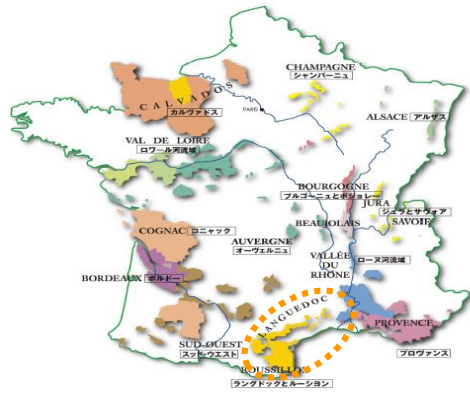 CHAMPAGNE
シャンパーニュ
CALVADOS
カルヴァドス
PARIS
ALSACE アルザス
VAL DE LOIRE
ロワール河流域
BOURGOGNE
ブルゴーニュとボジョレー
JURA
ジュラとサヴォア
SAVOIE
BEAUJOLAIS
COGNAC コニャック
AUVERGNE
オーヴェルニュ
VALLÉE
DU
RHÔNE
ローヌ河流域
BORDEAUX ボルドー
LANGUEDOC
PROVENCE
プロヴァンス
SUD-OUEST
スッド・ウエスト
ROUSSILLON
ラングドックとルーション